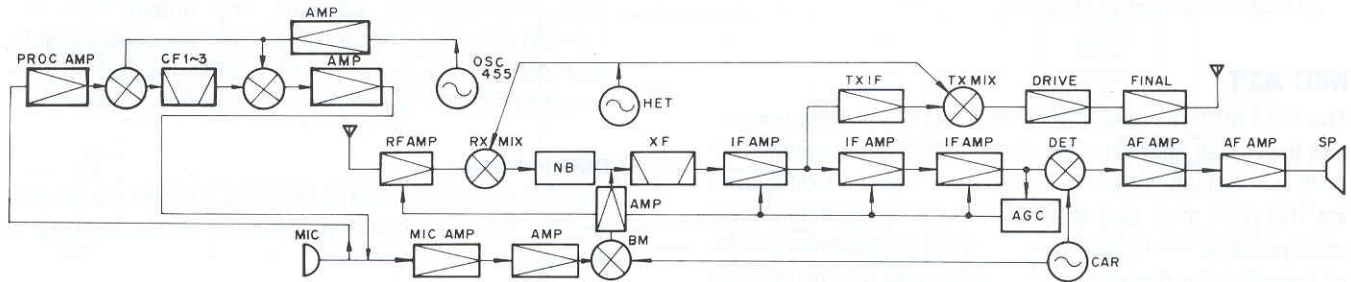 AMP
PROC AMP
CF1~3
AMP
OSC
455
HET
TX IF
TX MIX
DRIVE
FINAL
RF AMP
RX MIX
NB
XF
IF AMP
IF AMP
IF AMP
DET
AF AMP
AF AMP
SP
AMP
AGC
MIC
MIC AMP
AMP
BM
CAR
MIC ATT